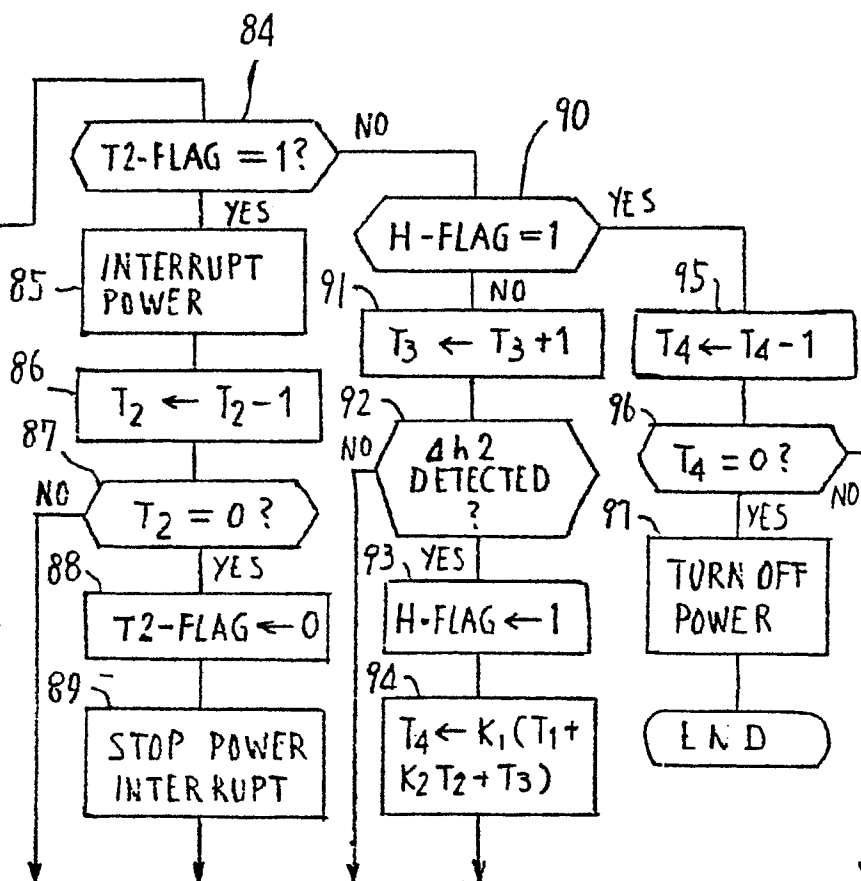 84
T2-FLAG = 1?
NO
YES
85
INTERRUPT
POWER
86
T₂ ← T₂-1
87
T₂ = 0?
NO
YES
88
T2-FLAG ← 0
89
STOP POWER
INTERRUPT
90
H-FLAG = 1
YES
NO
91
T₃ ← T₃+1
92
Δh2
DETECTED
?
NO
YES
93
H-FLAG ← 1
94
T₄ ← K₁(T₁+
K₂T₂+T₃)
95
T₄ ← T₄-1
96
T₄ = 0?
NO
YES
97
TURN OFF
POWER
END